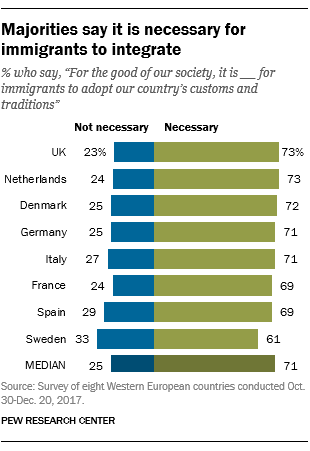 Majorities say it is necessary for
immigrants to integrate
% who say, “For the good of our society, it is __ for
immigrants to adopt our country’s customs and
traditions”
Not necessary Necessary
UK 23% 73%
Netherlands 24 73
Denmark 25 72
Germany 25 71
Italy 27 71
France 24 69
Spain 29 69
Sweden 33 61
MEDIAN 25 71
Source: Survey of eight Western European countries conducted Oct.
30-Dec. 20, 2017.
PEW RESEARCH CENTER